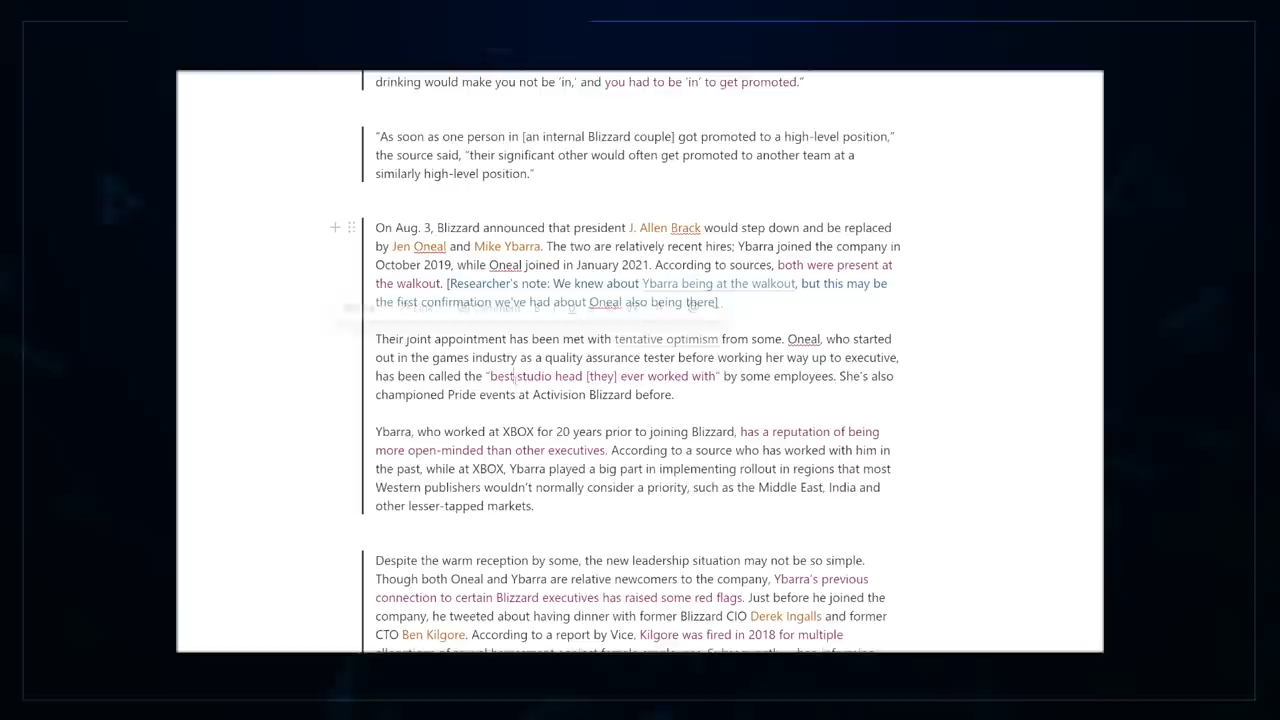 drinking would make you not be 'in,' and you had to be 'in' to get promoted."
"As soon as one person in [an internal Blizzard couple] got promoted to a high-level position,"
the source said, "their significant other would often get promoted to another team at a
similarly high-level position."
On Aug. 3, Blizzard announced that president J. Allen Brack would step down and be replaced
by Jen Oneal and Mike Ybarra. The two are relatively recent hires; Ybarra joined the company in
October 2019, while Oneal joined in January 2021. According to sources, both were present at
the walkout. [Researcher's note: We knew about Ybarra being at the walkout, but this may be
the first confirmation we've had about Oneal also being there].
Their joint appointment has been met with tentative optimism from some. Oneal, who started
out in the games industry as a quality assurance tester before working her way up to executive,
has been called the "best studio head [they] ever worked with" by some employees. She's also
championed Pride events at Activision Blizzard before.
Ybarra, who worked at XBOX for 20 years prior to joining Blizzard, has a reputation of being
more open-minded than other executives. According to a source who has worked with him in
the past, while at XBOX, Ybarra played a big part in implementing rollout in regions that most
Western publishers wouldn't normally consider a priority, such as the Middle East, India and
other lesser-tapped markets.
Despite the warm reception by some, the new leadership situation may not be so simple.
Though both Oneal and Ybarra are relative newcomers to the company, Ybarra's previous
connection to certain Blizzard executives has raised some red flags. Just before he joined the
company, he tweeted about having dinner with former Blizzard CIO Derek Ingalls and former
CTO Ben Kilgore. According to a report by Vice, Kilgore was fired in 2018 for multiple